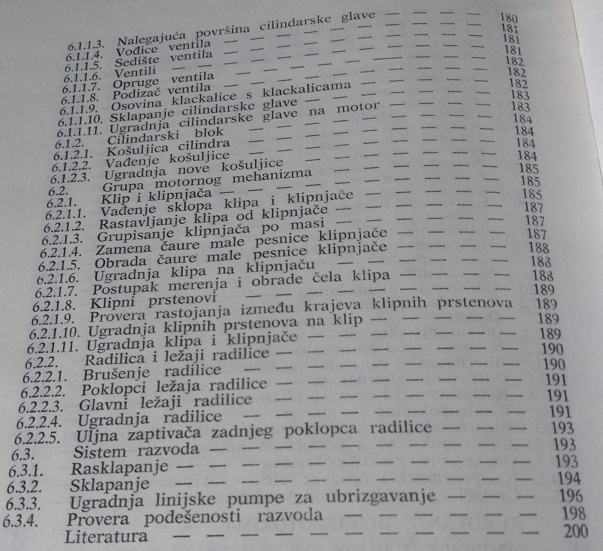 6.1.1.3. Nalegajuća površina cilindarske glave — — — — 180
6.1.1.4. Vođice ventila — — — — — — — — 181
6.1.1.5. Sedište ventila — — — — — — — — 181
6.1.1.6. Ventili — — — — — — — — 181
6.1.1.7. Opruge ventila — — — — — — — — 182
6.1.1.8. Podizač ventila — — — — — — — — 182
6.1.1.9. Osovina klackalice s klackalicama — — — — — 182
6.1.1.10. Sklapanje cilindarske glave — — — — — — 183
6.1.1.11. Ugradnja cilindarske glave na motor — — — — 183
6.1.2. Cilindarski blok — — — — — — — 184
6.1.2.1. Košuljica cilindra — — — — — — — 184
6.1.2.2. Vađenje košuljice — — — — — — — 184
6.1.2.3. Ugradnja nove košuljice — — — — — — 184
6.2. Grupa motornog mehanizma — — — — — — 185
6.2.1. Klip i klipnjača — — — — — — — — 185
6.2.1.1. Vađenje sklopa klipa i klipnjače — — — — — 185
6.2.1.2. Rastavljanje klipa od klipnjače — — — — — 187
6.2.1.3. Grupisanje klipnjača po masi — — — — — 187
6.2.1.4. Zamena čaure male pesnice klipnjače — — — — 187
6.2.1.5. Obrada čaure male pesnice klipnjače — — — — 188
6.2.1.6. Ugradnja klipa na klipnjaču — — — — — 188
6.2.1.7. Postupak merenja i obrade čela klipa — — — — 188
6.2.1.8. Klipni prstenovi — — — — — — — — 189
6.2.1.9. Provera rastojanja između krajeva klipnih prstenova 189
6.2.1.10. Ugradnja klipnih prstenova na klip — — — — 189
6.2.1.11. Ugradnja klipa i klipnjače — — — — — — 189
6.2.2. Radilica i ležaji radilice — — — — — — — 190
6.2.2.1. Brušenje radilice — — — — — — — — 190
6.2.2.2. Poklopci ležaja radilice — — — — — — — 191
6.2.2.3. Glavni ležaji radilice — — — — — — — 191
6.2.2.4. Ugradnja radilice — — — — — — — — 191
6.2.2.5. Uljna zaptivača zadnjeg poklopca radilice — — — 193
6.3. Sistem razvoda — — — — — — — — 193
6.3.1. Rasklapanje — — — — — — — — — 193
6.3.2. Sklapanje — — — — — — — — — 194
6.3.3. Ugradnja linijske pumpe za ubrizgavanje — — — 196
6.3.4. Provera podešenosti razvoda — — — — — — 198
Literatura — — — — — — — — — 200